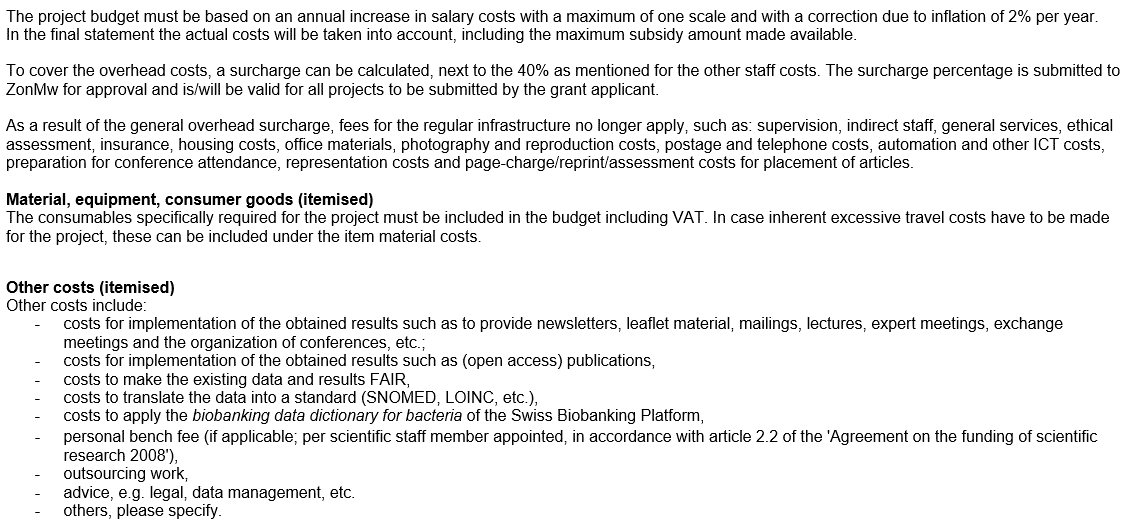 The project budget must be based on an annual increase in salary costs with a maximum of one scale and with a correction due to inflation of 2% per year.
In the final statement the actual costs will be taken into account, including the maximum subsidy amount made available.
To cover the overhead costs, a surcharge can be calculated, next to the 40% as mentioned for the other staff costs. The surcharge percentage is submitted to
ZonMw for approval and is/will be valid for all projects to be submitted by the grant applicant.
As a result of the general overhead surcharge, fees for the regular infrastructure no longer apply, such as: supervision, indirect staff, general services, ethical
assessment, insurance, housing costs, office materials, photography and reproduction costs, postage and telephone costs, automation and other ICT costs,
preparation for conference attendance, representation costs and page-charge/reprint/assessment costs for placement of articles.
Material, equipment, consumer goods (itemised)
The consumables specifically required for the project must be included in the budget including VAT. In case inherent excessive travel costs have to be made
for the project, these can be included under the item material costs.
Other costs (itemised)
Other costs include:
- costs for implementation of the obtained results such as to provide newsletters, leaflet material, mailings, lectures, expert meetings, exchange
meetings and the organization of conferences, etc.;
- costs for implementation of the obtained results such as (open access) publications,
- costs to make the existing data and results FAIR,
- costs to translate the data into a standard (SNOMED, LOINC, etc.),
- costs to apply the biobanking data dictionary for bacteria of the Swiss Biobanking Platform,
- personal bench fee (if applicable; per scientific staff member appointed, in accordance with article 2.2 of the 'Agreement on the funding of scientific
research 2008'),
- outsourcing work,
- advice, e.g. legal, data management, etc.
- others, please specify.